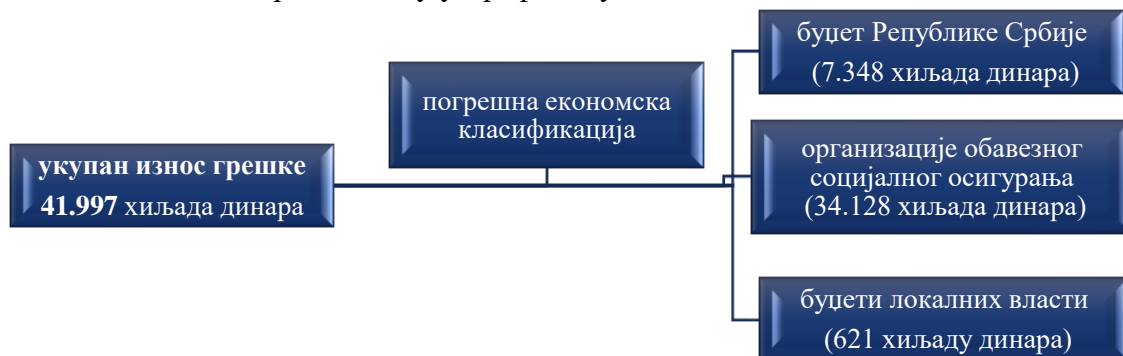 укупан износ грешке
41.997 хиљада динара
погрешна економска
класификација
буџет Републике Србије
(7.348 хиљада динара)
организације обавезног
социјалног осигурања
(34.128 хиљада динара)
буџети локалних власти
(621 хиљаду динара)